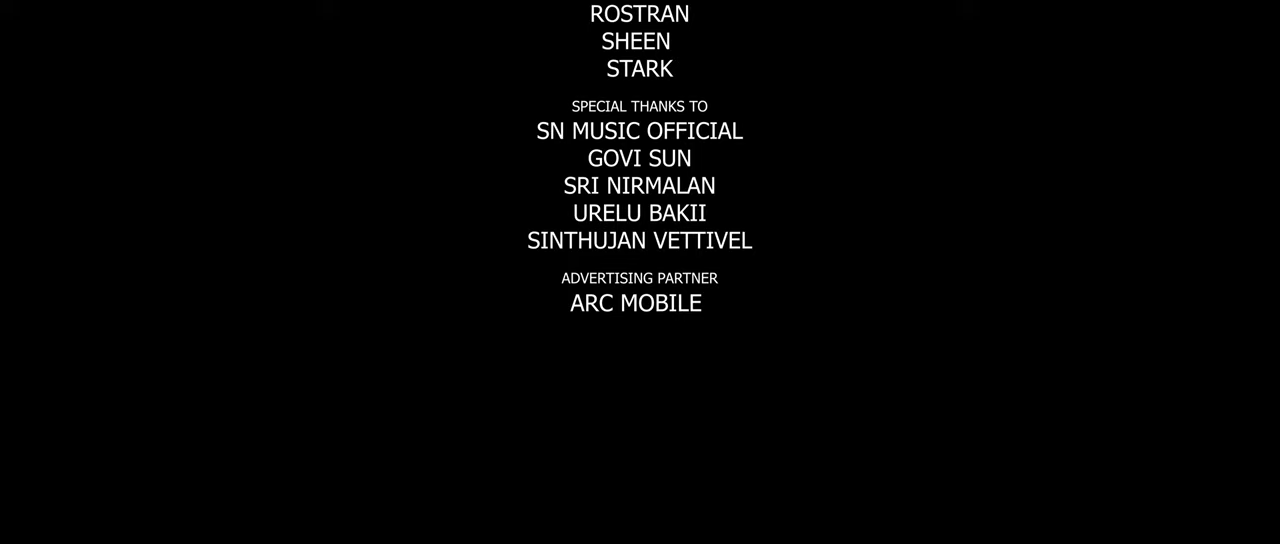 ROSTRAN
SHEEN
STARK
SPECIAL THANKS TO
SN MUSIC OFFICIAL
GOVI SUN
SRI NIRMALAN
URELU BAKII
SINTHUJAN VETTIVEL
ADVERTISING PARTNER
ARC MOBILE